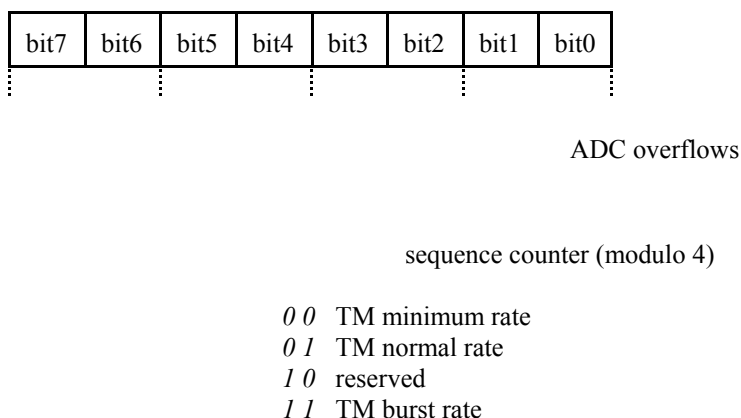 bit7 bit6 bit5 bit4 bit3 bit2 bit1 bit0
ADC overflows
sequence counter (modulo 4)
0 0 TM minimum rate
0 1 TM normal rate
1 0 reserved
1 1 TM burst rate